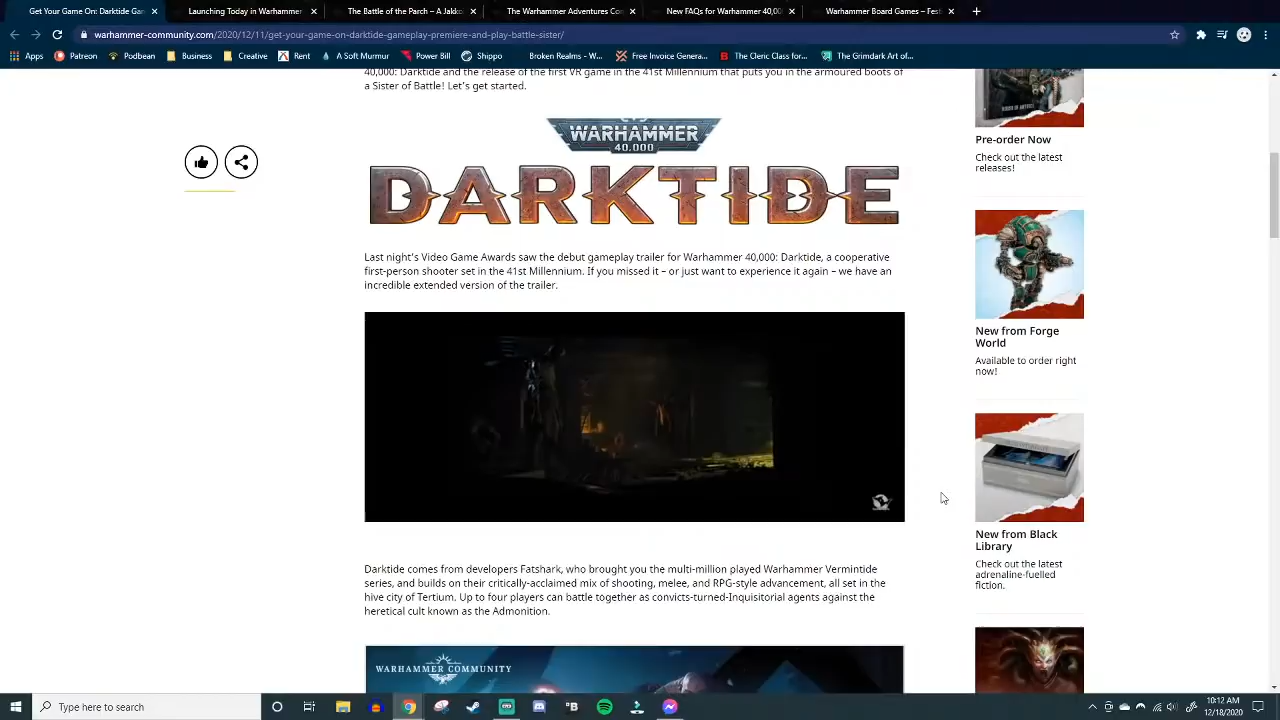 Get Your Game On: Darktide Gam
Launching Today in Warhammer
The Battle of the Parch – A Jakko
The Warhammer Adventures Con
New FAQs for Warhammer 40,00
Warhammer Board Games – Fest
warhammer-community.com/2020/12/11/get-your-game-on-darktide-gameplay-premiere-and-play-battle-sister/
Apps
Patreon
Podbean
Business
Creative
Rent
A Soft Murmur
Power Bill
Shippo
Broken Realms - W...
Free Invoice Genera...
The Cleric Class for...
The Grimdark Art of...
40,000: Darktide and the release of the first VR game in the 41st Millennium that puts you in the armoured boots of
a Sister of Battle! Let's get started.
WARHAMMER
40,000
DARKTIDE
Last night's Video Game Awards saw the debut gameplay trailer for Warhammer 40,000: Darktide, a cooperative
first-person shooter set in the 41st Millennium. If you missed it – or just want to experience it again – we have an
incredible extended version of the trailer.
Darktide comes from developers Fatshark, who brought you the multi-million played Warhammer Vermintide
series, and builds on their critically-acclaimed mix of shooting, melee, and RPG-style advancement, all set in the
hive city of Tertium. Up to four players can battle together as convicts-turned-Inquisitorial agents against the
heretical cult known as the Admonition.
WARHAMMER COMMUNITY
Pre-order Now
Check out the latest
releases!
New from Forge
World
Available to order right
now!
New from Black
Library
Check out the latest
adrenaline-fuelled
fiction.
Type here to search
10:12 AM
12/18/2020